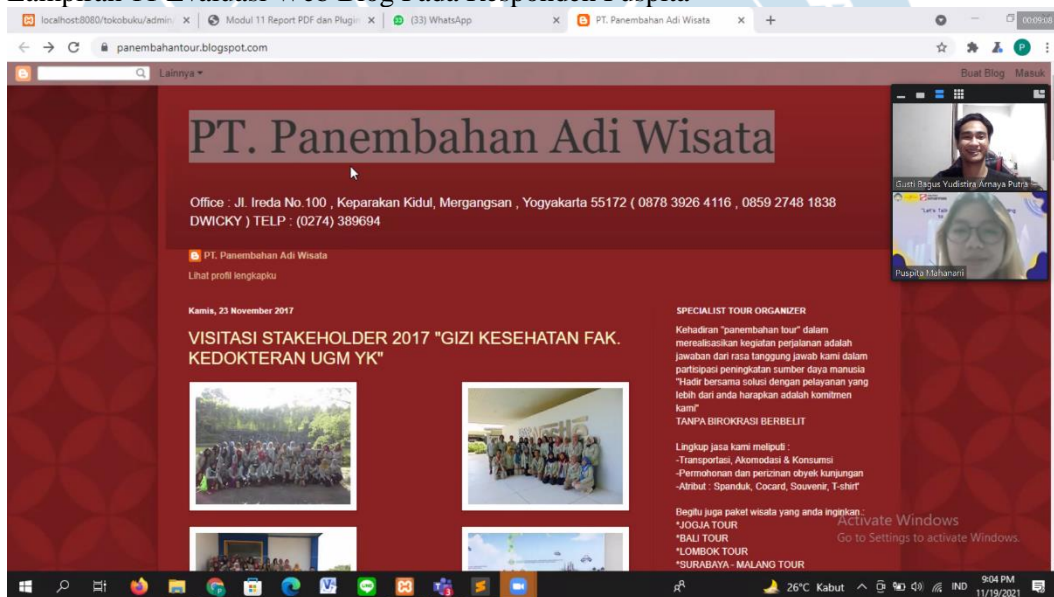 Lampiran 11 Evaluasi Web Blog Pada Responden Puspita
localhost:8080/tokobuku/admin
Modul 11 Report PDF dan Plugin
(33) WhatsApp
PT. Panembahan Adi Wisata
00:09:08
panembahantour.blogspot.com
P
Lainnya
Buat Blog Masuk
PT. Panembahan Adi Wisata
Office : Jl. Ireda No.100 , Keparakan Kidul, Mergangsan , Yogyakarta 55172 ( 0878 3926 4116 , 0859 2748 1838
DWICKY ) TELP : (0274) 389694
PT. Panembahan Adi Wisata
Lihat profil lengkapku
Gusti Bagus Yudistira Arnaya Putra
"Let's Talk
Puspita Mahanani
Kamis, 23 November 2017
VISITASI STAKEHOLDER 2017 "GIZI KESEHATAN FAK.
KEDOKTERAN UGM YK"
SPECIALIST TOUR ORGANIZER
Kehadiran "panembahan tour" dalam
merealisasikan kegiatan perjalanan adalah
jawaban dari rasa tanggung jawab kami dalam
partisipasi peningkatan sumber daya manusia
"Hadir bersama solusi dengan pelayanan yang
lebih dari anda harapkan adalah komitmen
kami"
TANPA BIROKRASI BERBELIT
Lingkup jasa kami meliputi :
-Transportasi, Akomodasi & Konsumsi
-Permohonan dan perizinan obyek kunjungan
-Atribut : Spanduk, Cocard, Souvenir, T-shirt'
Begitu juga paket wisata yang anda inginkan.:
*JOGJA TOUR
*BALI TOUR
*LOMBOK TOUR
*SURABAYA - MALANG TOUR
Activate Windows
Go to Settings to activate Windows.
26°C Kabut
IND
9:04 PM
11/19/2021